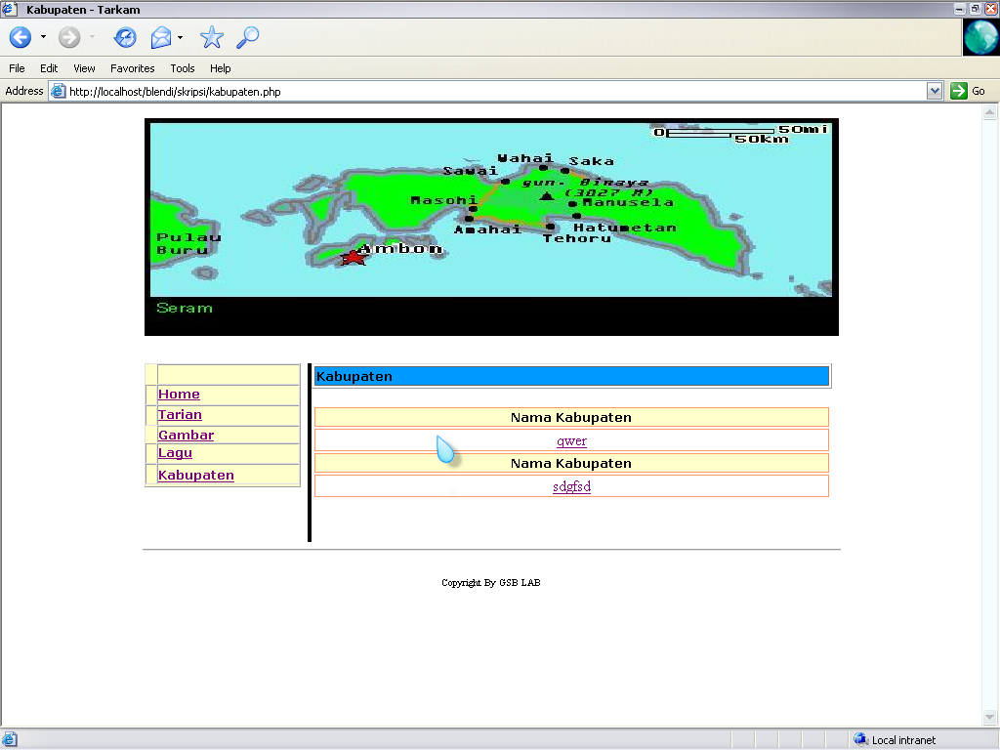 Kabupaten - Tarkam
File Edit View Favorites Tools Help
Address http://localhost/blendi/skripsi/kabupaten.php Go
0 50mi
50km
Wahai Saka
Sawai
gun. Binaya
(3027 M)
Masohi Manusela
Amahai Hatumetan
Tehoru
Pulau
Buru
Ambon
Seram
Home
Tarian
Gambar
Lagu
Kabupaten
Kabupaten
Nama Kabupaten
qwer
Nama Kabupaten
sdgfsd
Copyright By GSB LAB
Local intranet